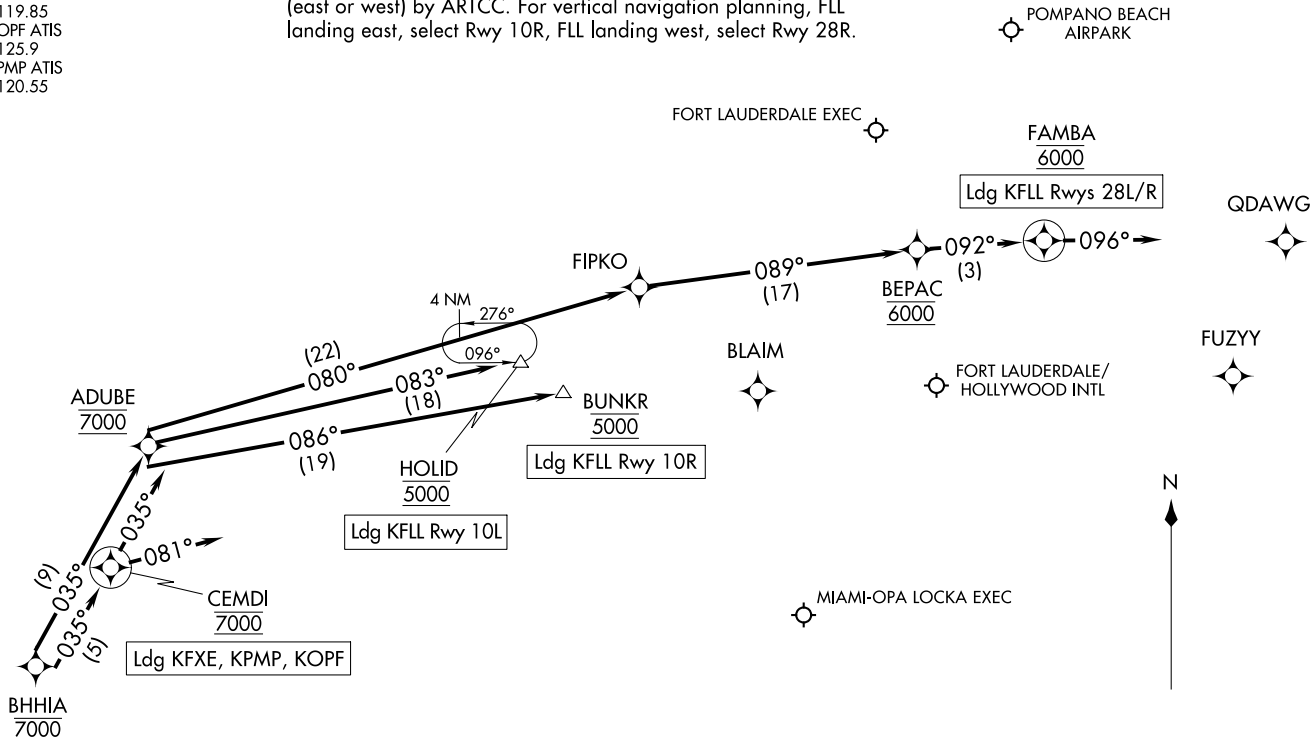 119.85
OPF ATIS
125.9
PMP ATIS
120.55
(east or west) by ARTCC. For vertical navigation planning, FLL
landing east, select Rwy 10R, FLL landing west, select Rwy 28R.
POMPANO BEACH
AIRPARK
FORT LAUDERDALE EXEC
FAMBA
6000
Ldg KFLL Rwys 28L/R
QDAWG
092°
(3)
096°
FIPKO
089°
(17)
BEPAC
6000
4 NM
276°
096°
(22)
080°
083°
(18)
086°
(19)
BLAIM
FORT LAUDERDALE/
HOLLYWOOD INTL
FUZYY
ADUBE
7000
BUNKR
5000
Ldg KFLL Rwy 10R
HOLID
5000
Ldg KFLL Rwy 10L
N
035°
081°
(9)
035°
035°
(5)
CEMDI
7000
Ldg KFXE, KPMP, KOPF
MIAMI-OPA LOCKA EXEC
BHHIA
7000